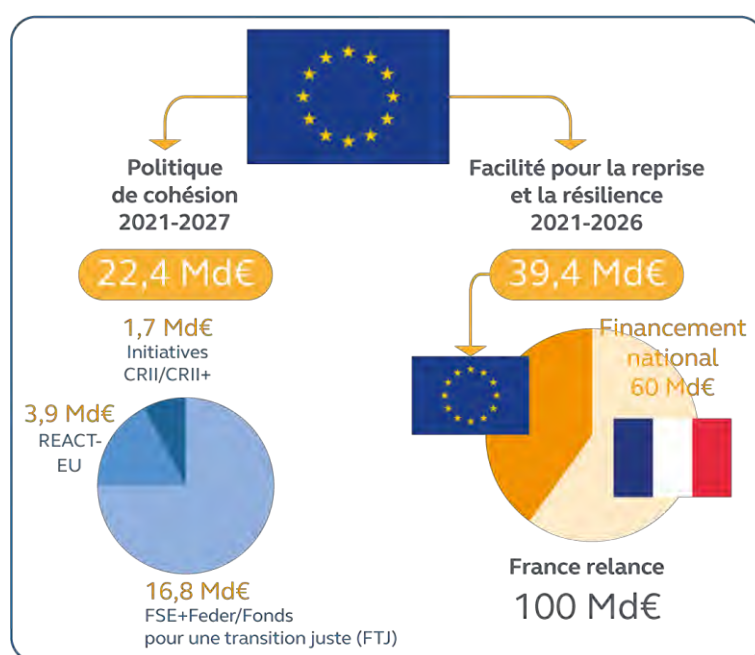 Politique
de cohésion
2021-2027
22,4 Md€
1,7 Md€
Initiatives
CRII/CRII+
3,9 Md€
REACT-
EU
16,8 Md€
FSE+Feder/Fonds
pour une transition juste (FTJ)
Facilité pour la reprise
et la résilience
2021-2026
39,4 Md€
Financement
national
60 Md€
France relance
100 Md€